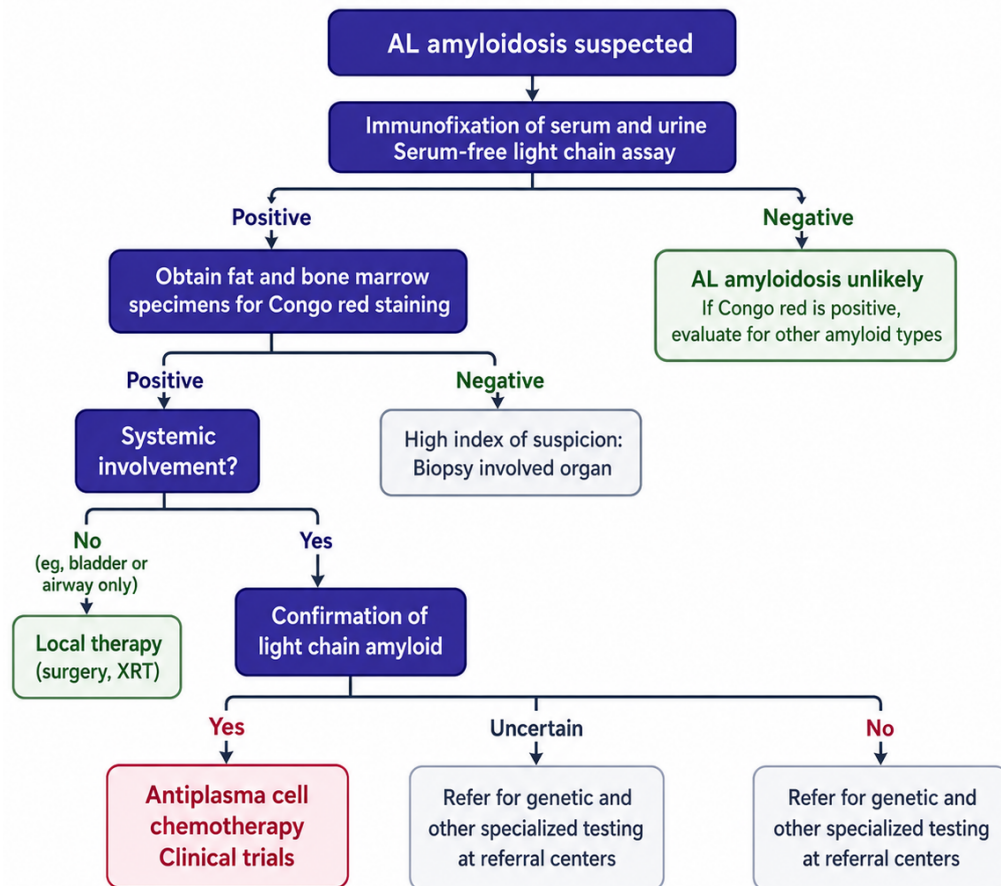 AL amyloidosis suspected
Immunofixation of serum and urine
Serum-free light chain assay
Positive
Negative
Obtain fat and bone marrow
specimens for Congo red staining
AL amyloidosis unlikely
If Congo red is positive,
evaluate for other amyloid types
Positive
Negative
Systemic
involvement?
High index of suspicion:
Biopsy involved organ
No
(eg, bladder or
airway only)
Yes
Local therapy
(surgery, XRT)
Confirmation of
light chain amyloid
Yes
Uncertain
No
Antiplasma cell
chemotherapy
Clinical trials
Refer for genetic and
other specialized testing
at referral centers
Refer for genetic and
other specialized testing
at referral centers